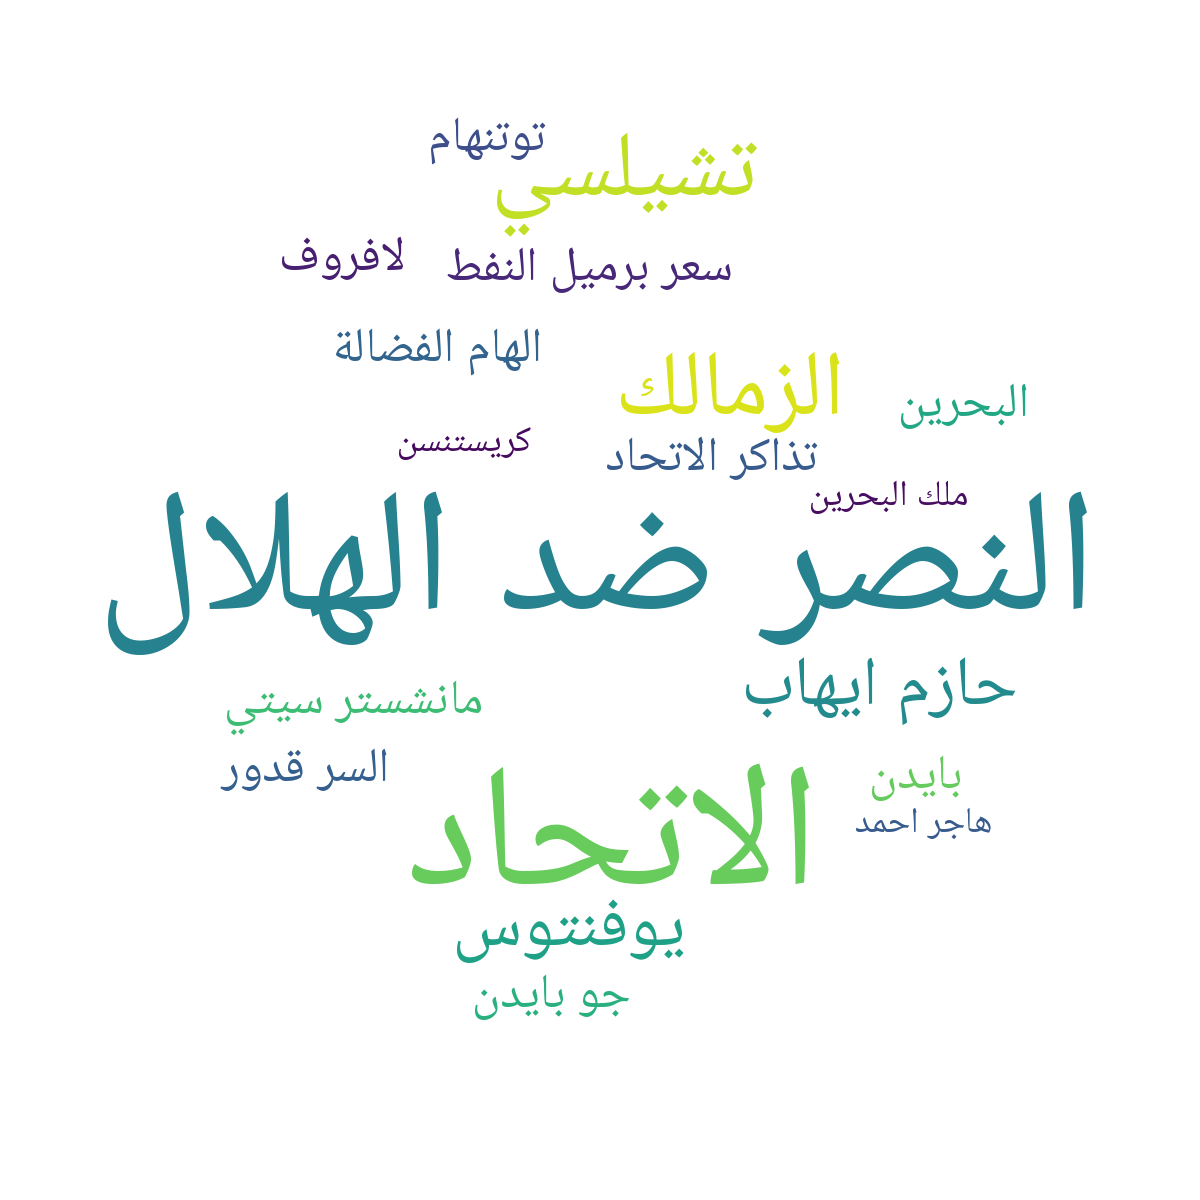 توتنهام
تشيلسي
لافروف
سعر برميل النفط
الهام الفضالة
الزمالك
البحرين
كريستنسن
تذاكر الاتحاد
ملك البحرين
النصر ضد الهلال
حازم ايهاب
مانشستر سيتي
السر قدور
بايدن
هاجر احمد
الاتحاد
يوفنتوس
جو بايدن